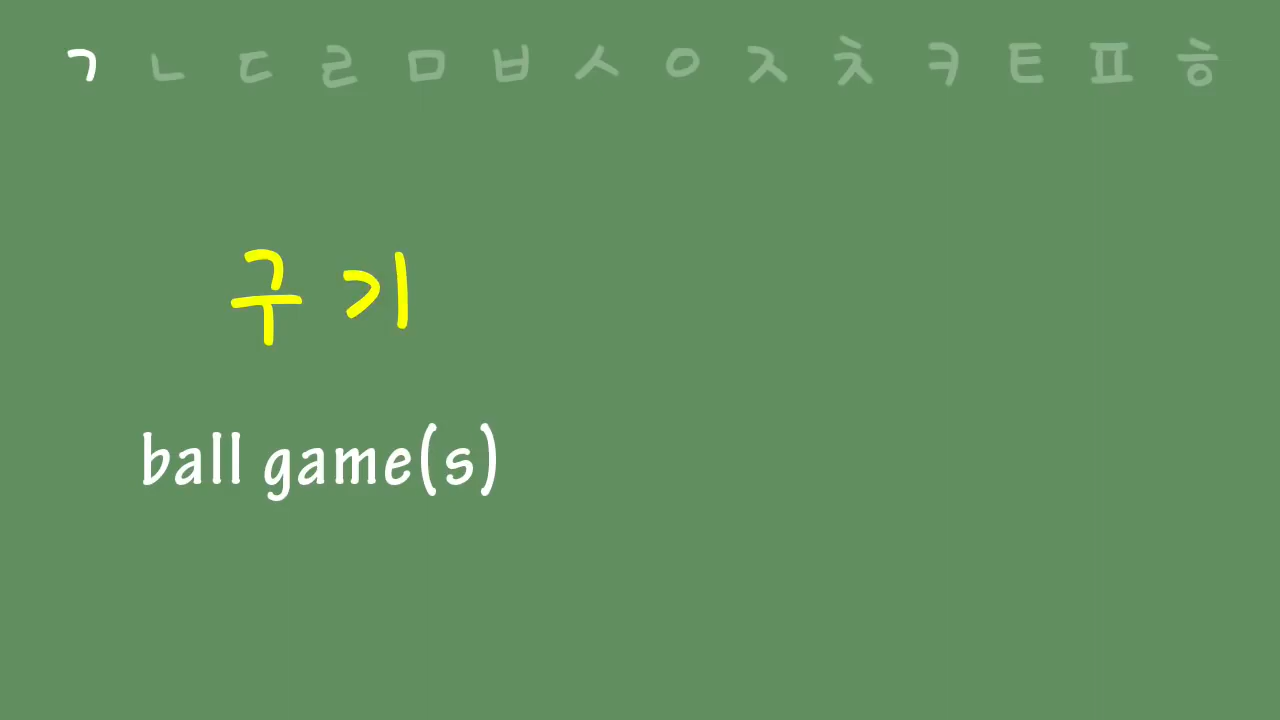 ㄱ ㄴ ㄷ ㄹ ㅁ ㅂ ㅅ ㅇ ㅈ ㅊ ㅋ ㅌ ㅍ ㅎ
구 기
ball game(s)